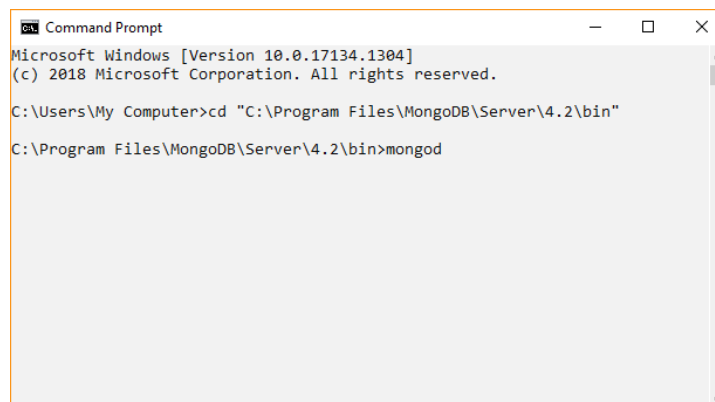 Command Prompt
Microsoft Windows [Version 10.0.17134.1304]
(c) 2018 Microsoft Corporation. All rights reserved.
C:\Users\My Computer>cd "C:\Program Files\MongoDB\Server\4.2\bin"
C:\Program Files\MongoDB\Server\4.2\bin>mongod